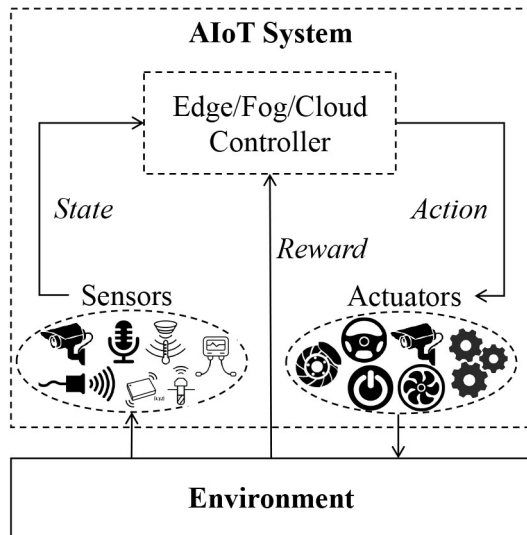 AIoT System
Edge/Fog/Cloud
Controller
State
Action
Reward
Sensors
Actuators
Environment